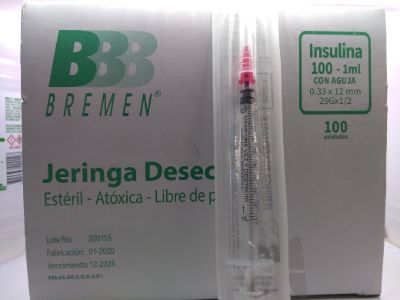 BBB
BREMEN®
Insulina
100 - 1ml
CON AGUJA
0.33 x 12 mm
29Gx1/2
100
unidades
Jeringa Desec
Estéril - Atóxica - Libre de p
Lote No: 200115
Fabricación: 01-2020
Vencimiento: 12-2024
1